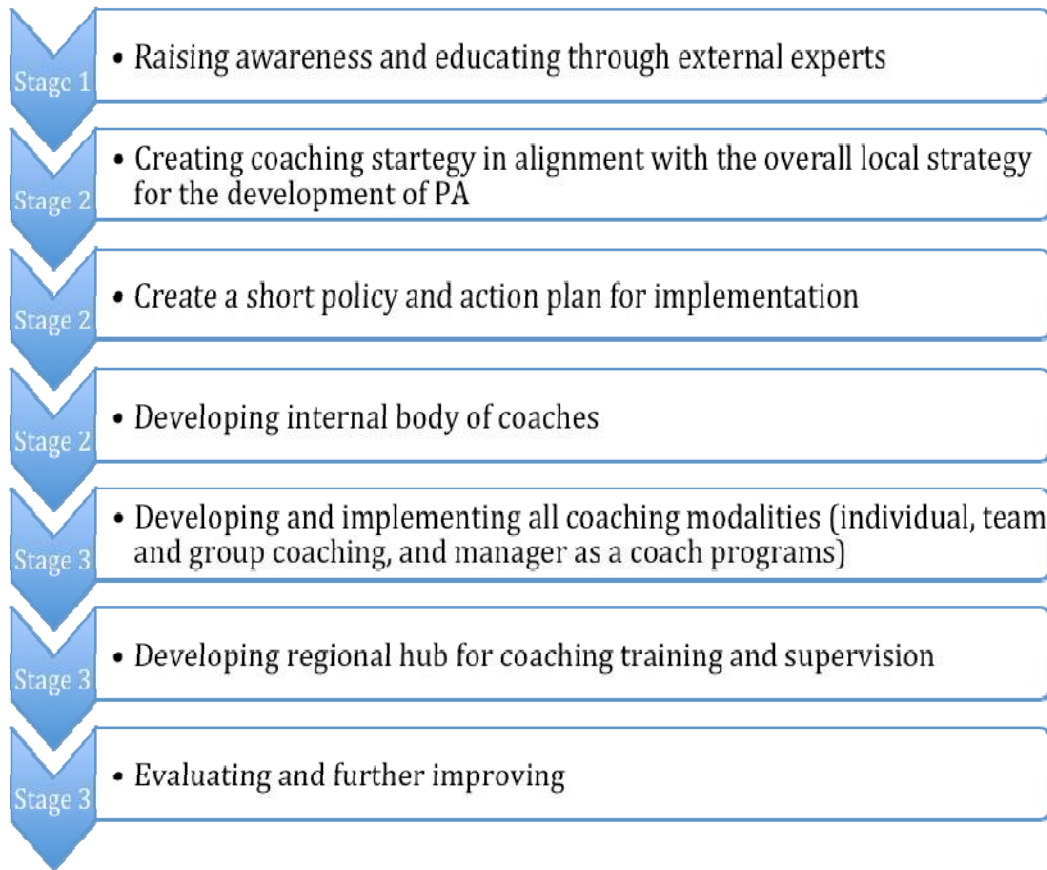 Stage 1
• Raising awareness and educating through external experts
Stage 2
• Creating coaching startegy in alignment with the overall local strategy
for the development of PA
Stage 2
• Create a short policy and action plan for implementation
Stage 2
• Developing internal body of coaches
Stage 3
• Developing and implementing all coaching modalities (individual, team
and group coaching, and manager as a coach programs)
Stage 3
• Developing regional hub for coaching training and supervision
Stage 3
• Evaluating and further improving